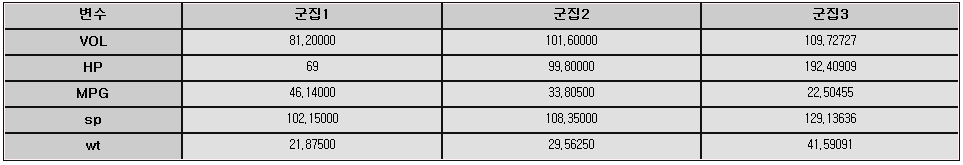 변수 군집1 군집2 군집3
VOL 81,20000 101,60000 109,72727
HP 69 99,80000 192,40909
MPG 46,14000 33,80500 22,50455
sp 102,15000 108,35000 129,13636
wt 21,87500 29,56250 41,59091